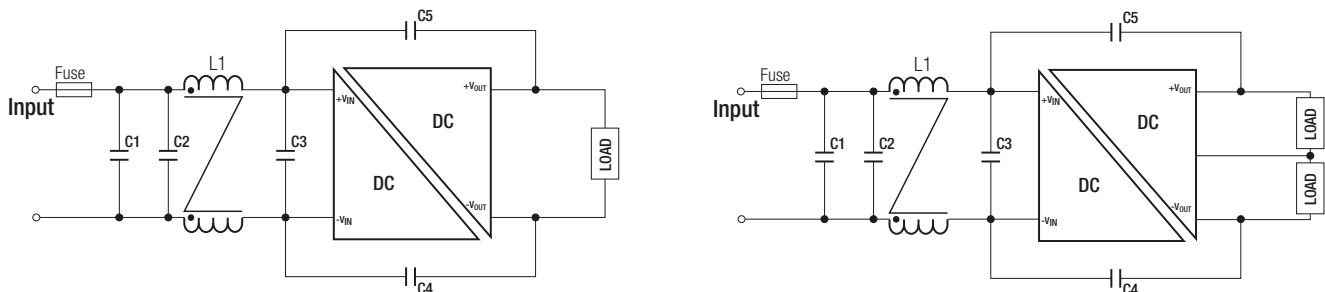 C5
Fuse
L1
+VIN
+VOUT
Input
C1
C2
C3
DC
LOAD
DC
-VIN
-VOUT
C4
C5
Fuse
L1
+VIN
+VOUT
Input
C1
C2
C3
DC
LOAD
DC
LOAD
-VIN
-VOUT
C4